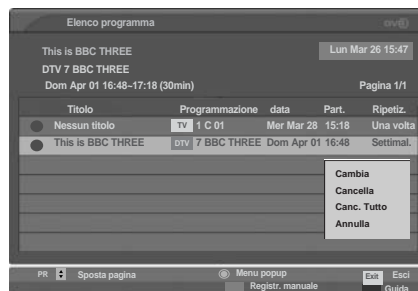 Elenco programma
This is BBC THREE
Lun Mar 26 15:47
DTV 7 BBC THREE
Dom Apr 01 16:48~17:18 (30min)
Pagina 1/1
Titolo Programmazione data Part. Ripetiz.
Nessun titolo TV 1 C 01 Mer Mar 28 15:18 Una volta
This is BBC THREE DTV 7 BBC THREE Dom Apr 01 16:48 Settimal.
Cambia
Cancella
Canc. Tutto
Annulla
PR Sposta pagina Menu popup Exit Esci
Registr. manuale Guida